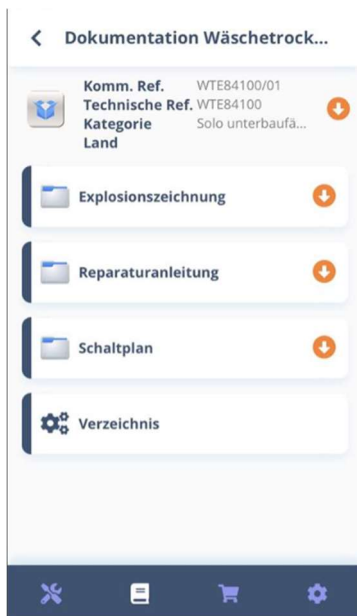 Dokumentation Wäschetrock...
Komm. Ref. WTE84100/01
Technische Ref. WTE84100
Kategorie Solo unterbaufä...
Land
Explosionszeichnung
Reparaturanleitung
Schaltplan
Verzeichnis